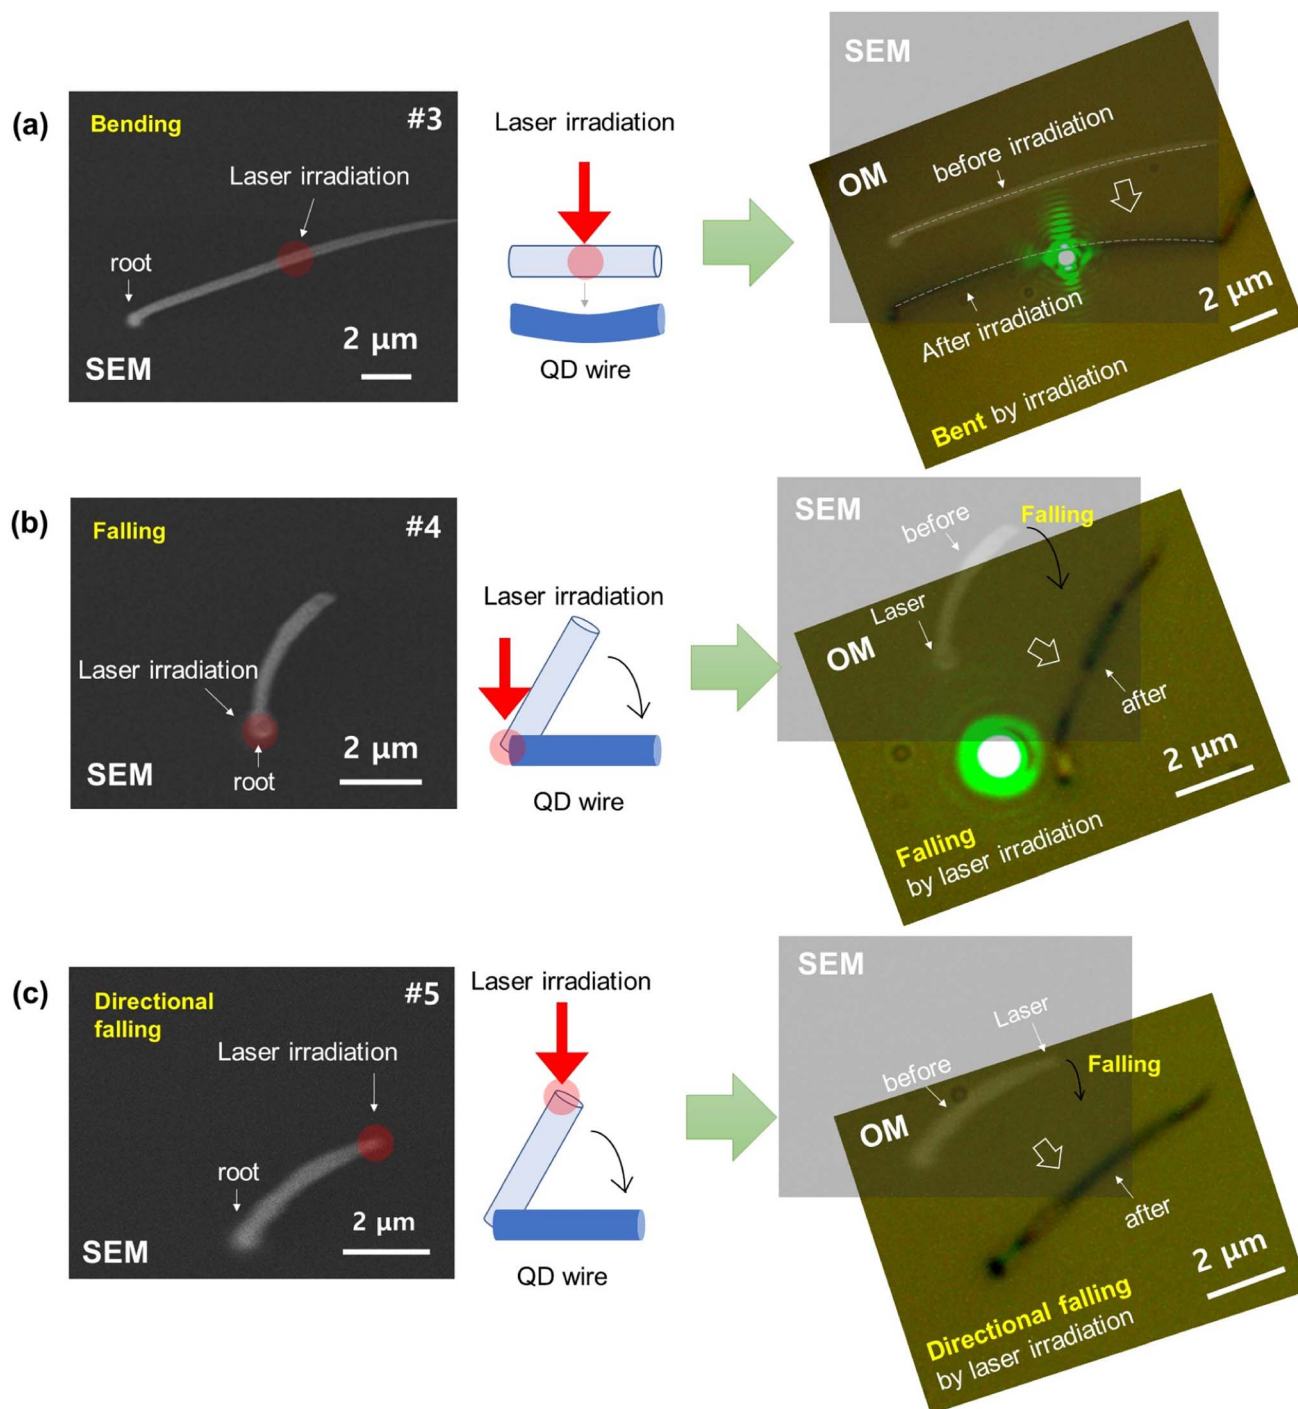 (a)
Bending
#3
Laser irradiation
root
2 μm
SEM
Laser irradiation
QD wire
SEM
OM
before irradiation
After irradiation
2 μm
Bent by irradiation
(b)
Falling
#4
Laser irradiation
root
2 μm
SEM
Laser irradiation
QD wire
SEM
before
Falling
Laser
OM
after
2 μm
Falling
by laser irradiation
(c)
Directional
falling
#5
Laser irradiation
root
2 μm
SEM
Laser irradiation
QD wire
SEM
Laser
before
Falling
OM
after
2 μm
Directional falling
by laser irradiation